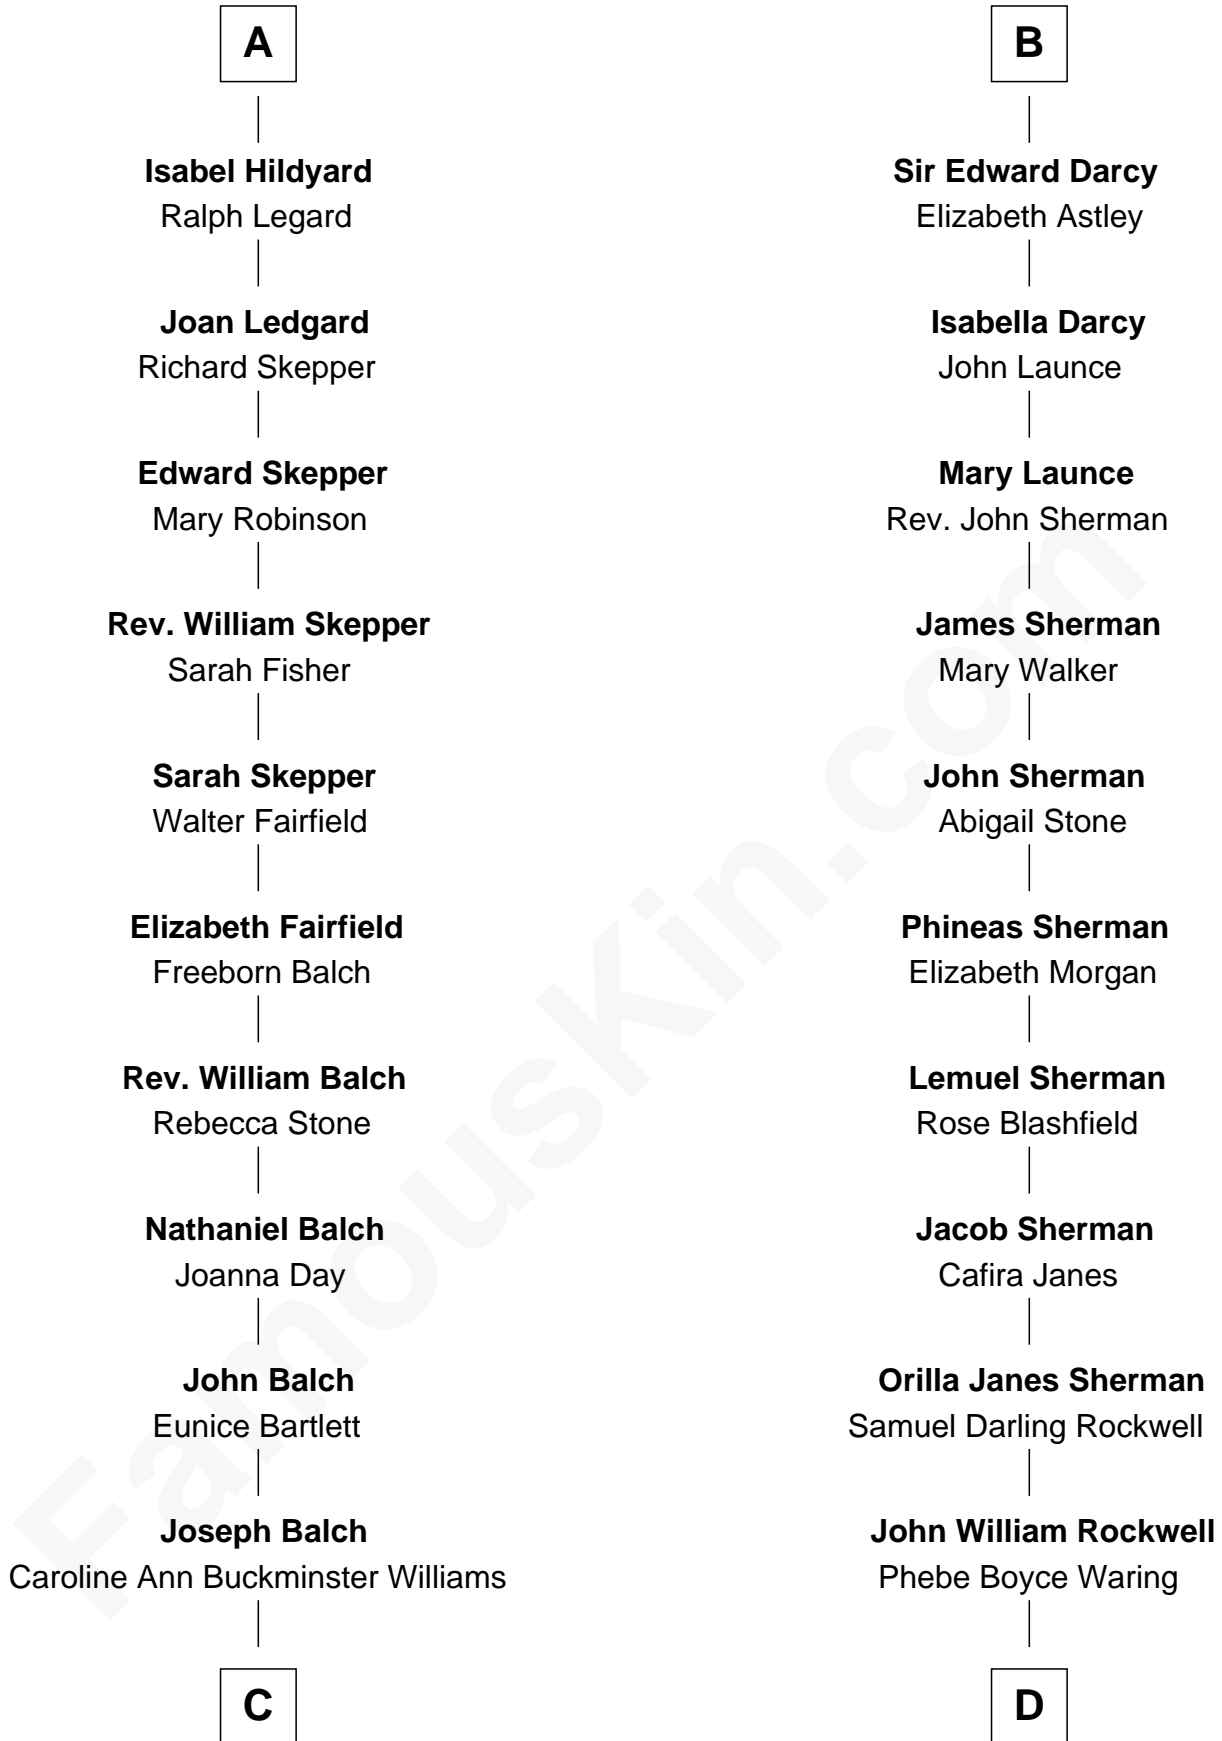 A
Isabel Hildyard
Ralph Legard
Joan Ledgard
Richard Skepper
Edward Skepper
Mary Robinson
Rev. William Skepper
Sarah Fisher
Sarah Skepper
Walter Fairfield
Elizabeth Fairfield
Freeborn Balch
Rev. William Balch
Rebecca Stone
Nathaniel Balch
Joanna Day
John Balch
Eunice Bartlett
Joseph Balch
Caroline Ann Buckminster Williams
C
B
Sir Edward Darcy
Elizabeth Astley
Isabella Darcy
John Launce
Mary Launce
Rev. John Sherman
James Sherman
Mary Walker
John Sherman
Abigail Stone
Phineas Sherman
Elizabeth Morgan
Lemuel Sherman
Rose Blashfield
Jacob Sherman
Cafira Janes
Orilla Janes Sherman
Samuel Darling Rockwell
John William Rockwell
Phebe Boyce Waring
D
FamousKin.com